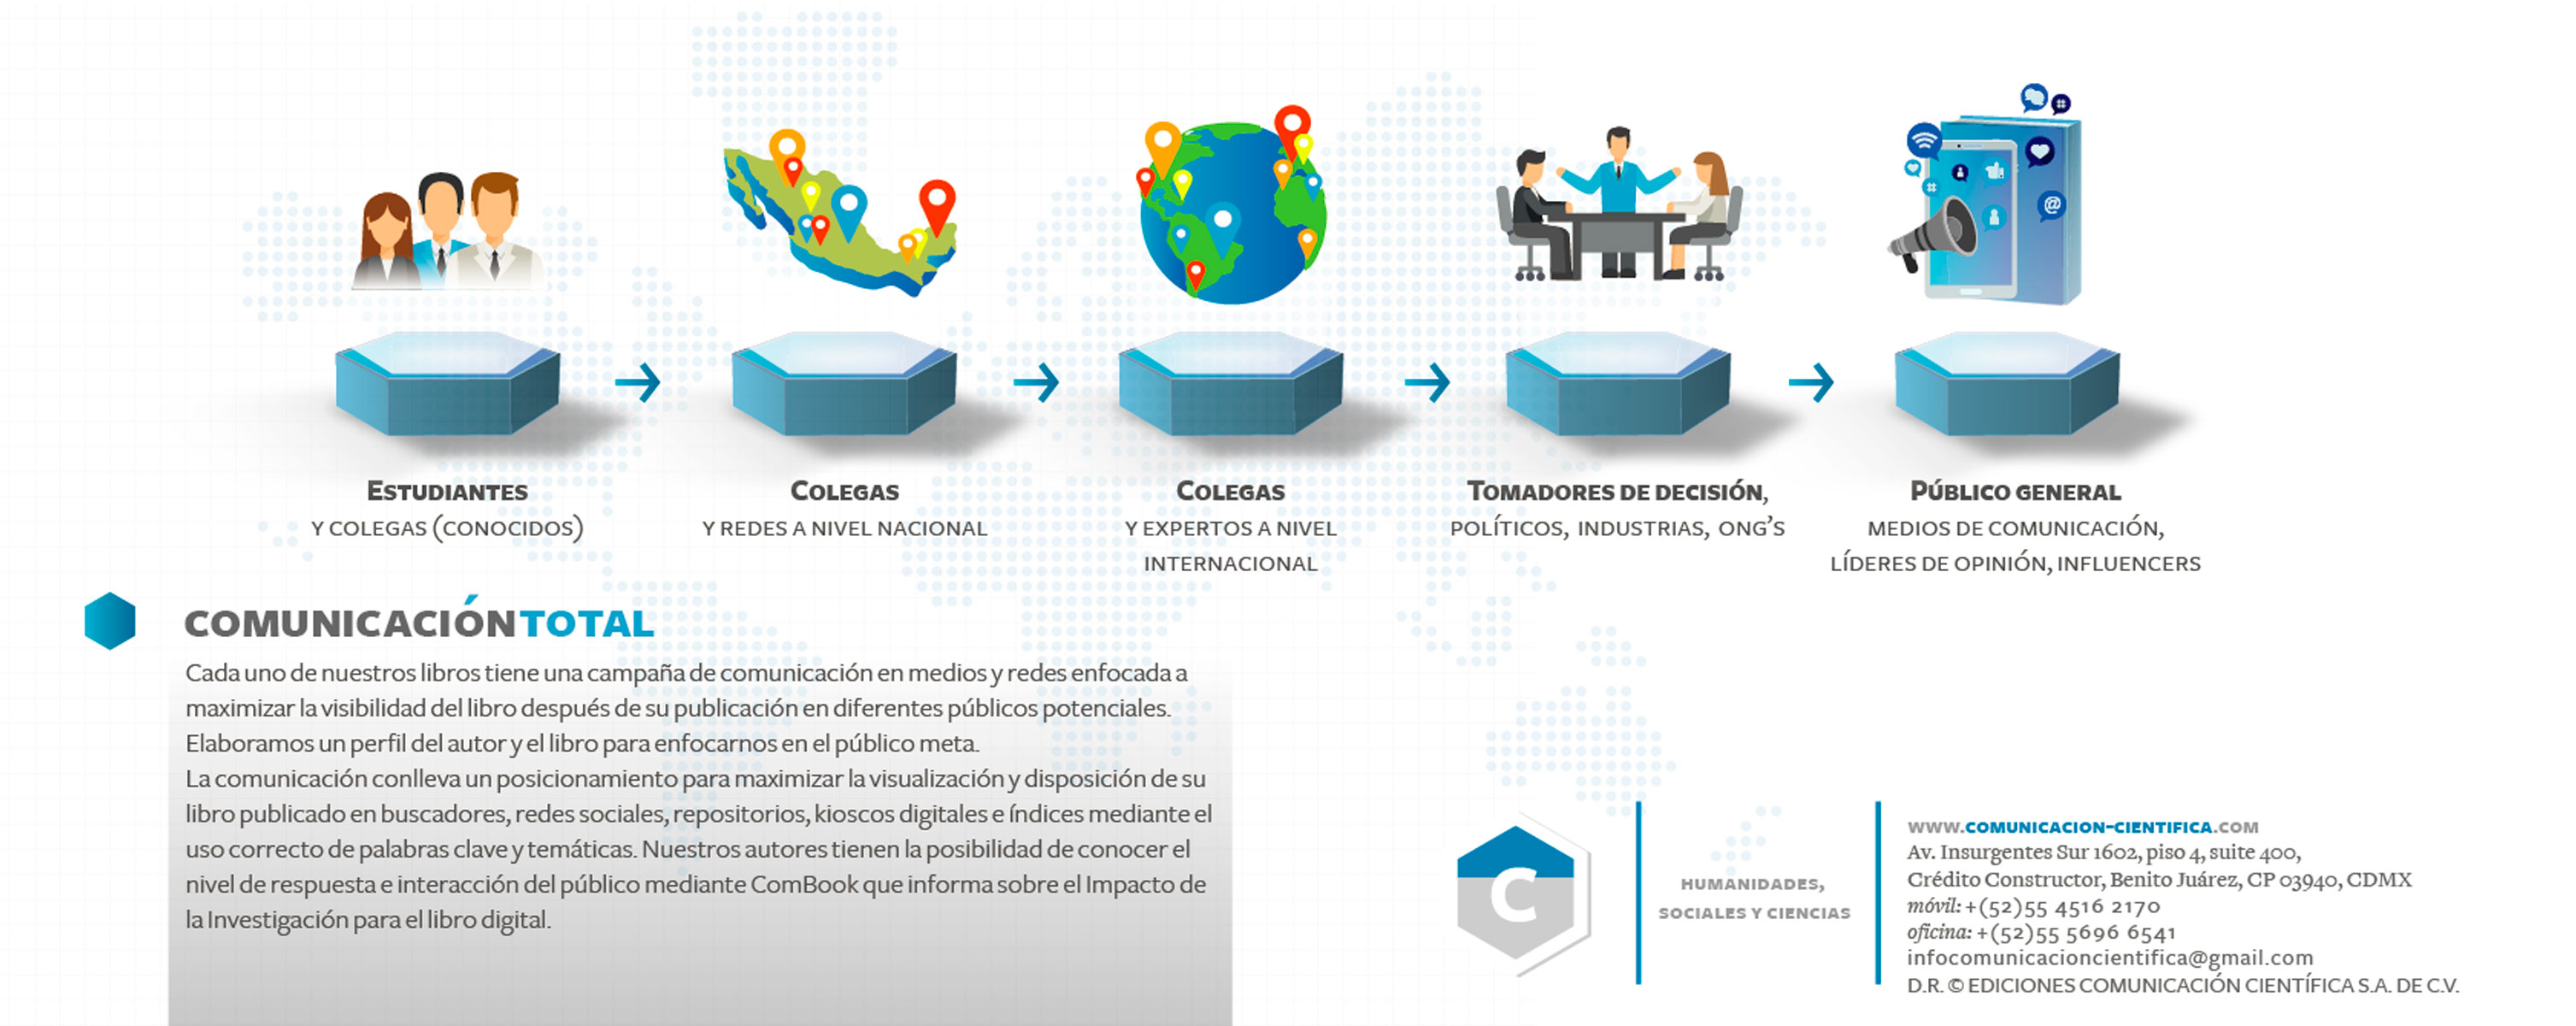 ESTUDIANTES
Y COLEGAS (CONOCIDOS)
COLEGAS
Y REDES A NIVEL NACIONAL
COLEGAS
Y EXPERTOS A NIVEL
INTERNACIONAL
TOMADORES DE DECISIÓN,
POLÍTICOS, INDUSTRIAS, ONG'S
PÚBLICO GENERAL
MEDIOS DE COMUNICACIÓN,
LÍDERES DE OPINIÓN, INFLUENCERS
COMUNICACIÓNTOTAL
Cada uno de nuestros libros tiene una campaña de comunicación en medios y redes enfocada a
maximizar la visibilidad del libro después de su publicación en diferentes públicos potenciales.
Elaboramos un perfil del autor y el libro para enfocarnos en el público meta.
La comunicación conlleva un posicionamiento para maximizar la visualización y disposición de su
libro publicado en buscadores, redes sociales, repositorios, kioscos digitales e índices mediante el
uso correcto de palabras clave y temáticas. Nuestros autores tienen la posibilidad de conocer el
nivel de respuesta e interacción del público mediante ComBook que informa sobre el Impacto de
la Investigación para el libro digital.
C
HUMANIDADES,
SOCIALES Y CIENCIAS
WWW.COMUNICACION-CIENTIFICA.COM
Av. Insurgentes Sur 1602, piso 4, suite 400,
Crédito Constructor, Benito Juárez, CP 03940, CDMX
móvil: +(52)55 4516 2170
oficina: +(52)55 5696 6541
infocomunicacioncientifica@gmail.com
D.R. © EDICIONES COMUNICACIÓN CIENTÍFICA S.A. DE C.V.